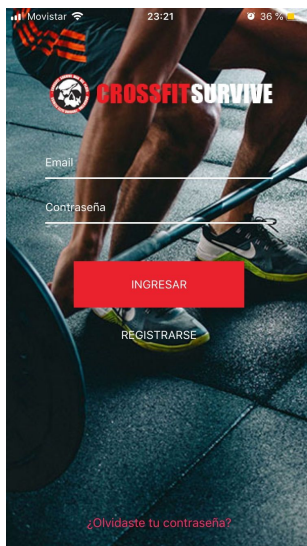 Movistar 23:21 36 %
CROSSFITSURVIVE
Email
Contraseña
INGRESAR
REGISTRARSE
¿Olvidaste tu contraseña?